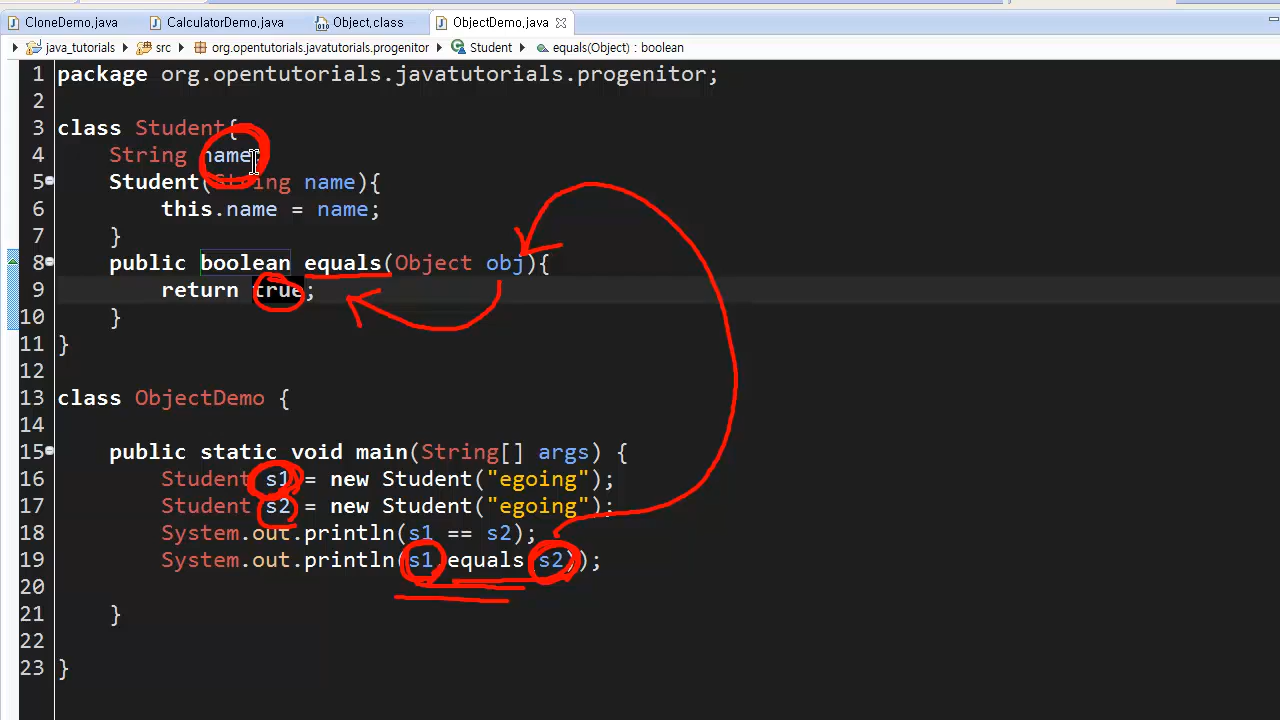 CloneDemo.java CalculatorDemo.java Object.class ObjectDemo.java
java_tutorials src org.opentutorials.javatutorials.progenitor Student equals(Object) : boolean
1 package org.opentutorials.javatutorials.progenitor;
2
3 class Student{
4 String name;
5 Student(String name){
6 this.name = name;
7 }
8 public boolean equals(Object obj){
9 return true;
10 }
11 }
12
13 class ObjectDemo {
14
15 public static void main(String[] args) {
16 Student s1 = new Student("egoing");
17 Student s2 = new Student("egoing");
18 System.out.println(s1 == s2);
19 System.out.println(s1.equals(s2));
20
21 }
22
23 }